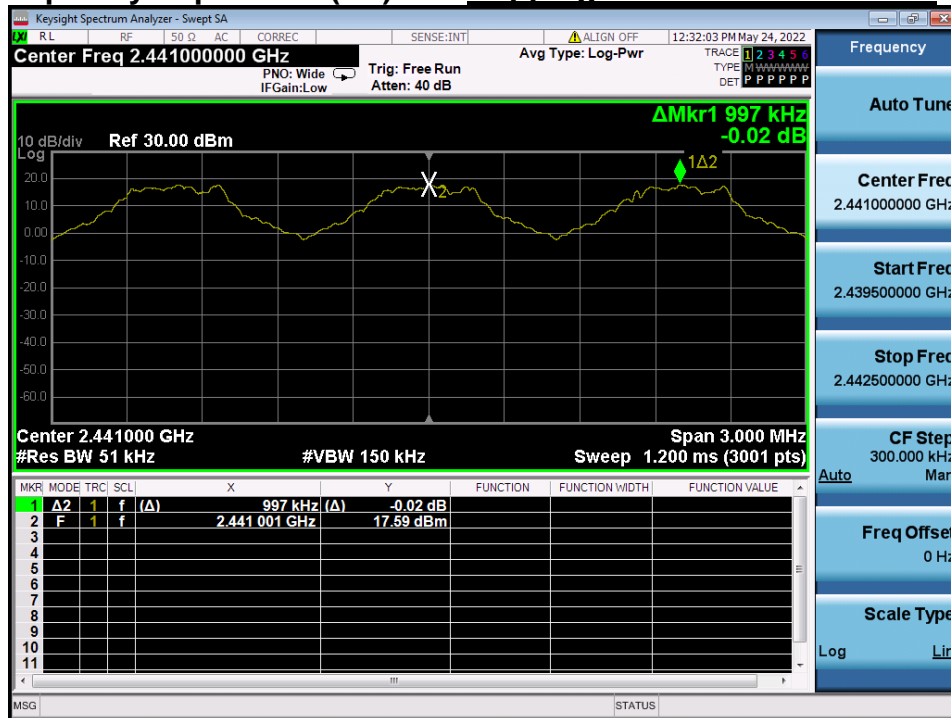 Keysight Spectrum Analyzer - Swept SA
LXI RL RF 50 Ω AC CORREC SENSE:INT ALIGN OFF 12:32:03 PM May 24, 2022
Center Freq 2.441000000 GHz
PNO: Wide
IFGain:Low
Trig: Free Run
Atten: 40 dB
Avg Type: Log-Pwr
TRACE 1 2 3 4 5 6
TYPE M WWWWW
DET P P P P P P
ΔMkr1 997 kHz
-0.02 dB
10 dB/div
Log
Ref 30.00 dBm
1Δ2
20.0
2
10.0
0.00
-10.0
-20.0
-30.0
-40.0
-50.0
-60.0
Center 2.441000 GHz Span 3.000 MHz
#Res BW 51 kHz #VBW 150 kHz Sweep 1.200 ms (3001 pts)
MKR MODE TRC SCL X Y FUNCTION FUNCTION WIDTH FUNCTION VALUE
1 Δ2 1 f (Δ) 997 kHz (Δ) -0.02 dB
2 F 1 f 2.441 001 GHz 17.59 dBm
3
4
5
6
7
8
9
10
11
MSG STATUS
Frequency
Auto Tune
Center Freq
2.441000000 GHz
Start Freq
2.439500000 GHz
Stop Freq
2.442500000 GHz
CF Step
300.000 kHz
Auto Man
Freq Offset
0 Hz
Scale Type
Log Lin